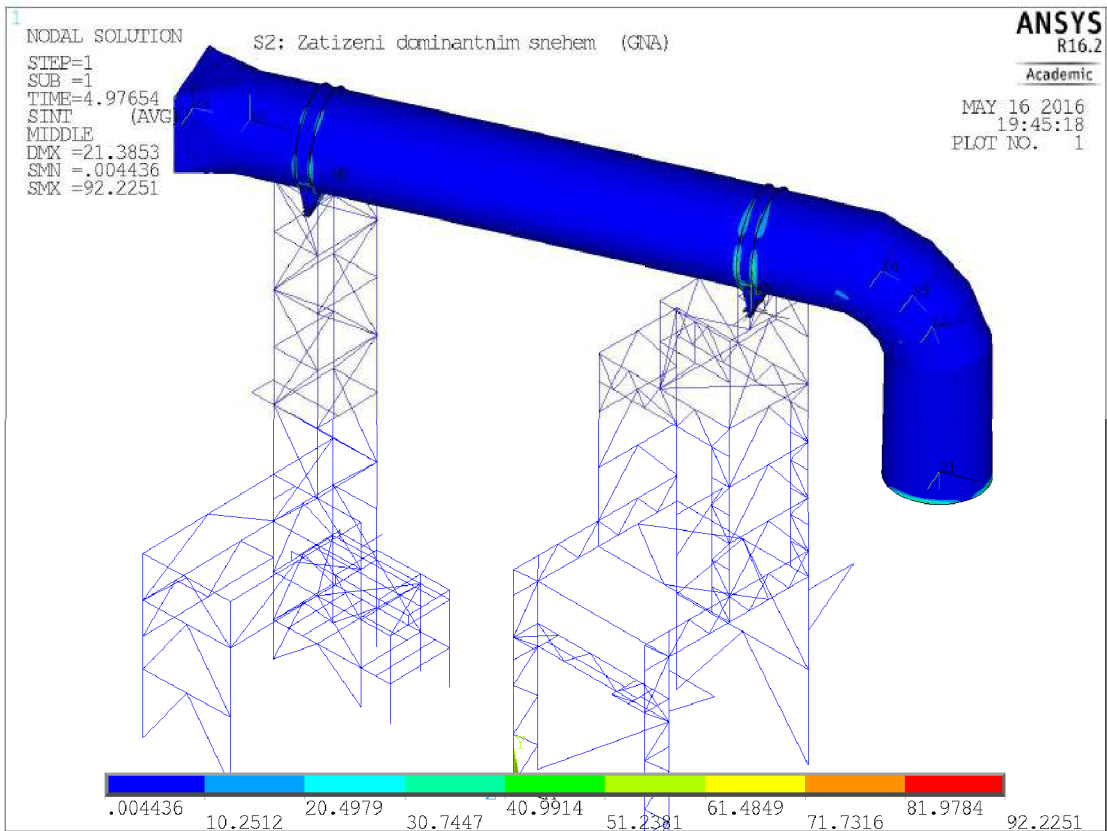 1
NODAL SOLUTION
STEP=1
SUB =1
TIME=4.97654
SINT (AVG)
MIDDLE
DMX =21.3853
SMN =.004436
SMX =92.2251
S2: Zatizeni dominantnim snehem (GNA)
ANSYS
R16.2
Academic
MAY 16 2016
19:45:18
PLOT NO. 1
21
Y
.004436
10.2512
20.4979
30.7447
40.9914
51.2381
61.4849
71.7316
81.9784
92.2251